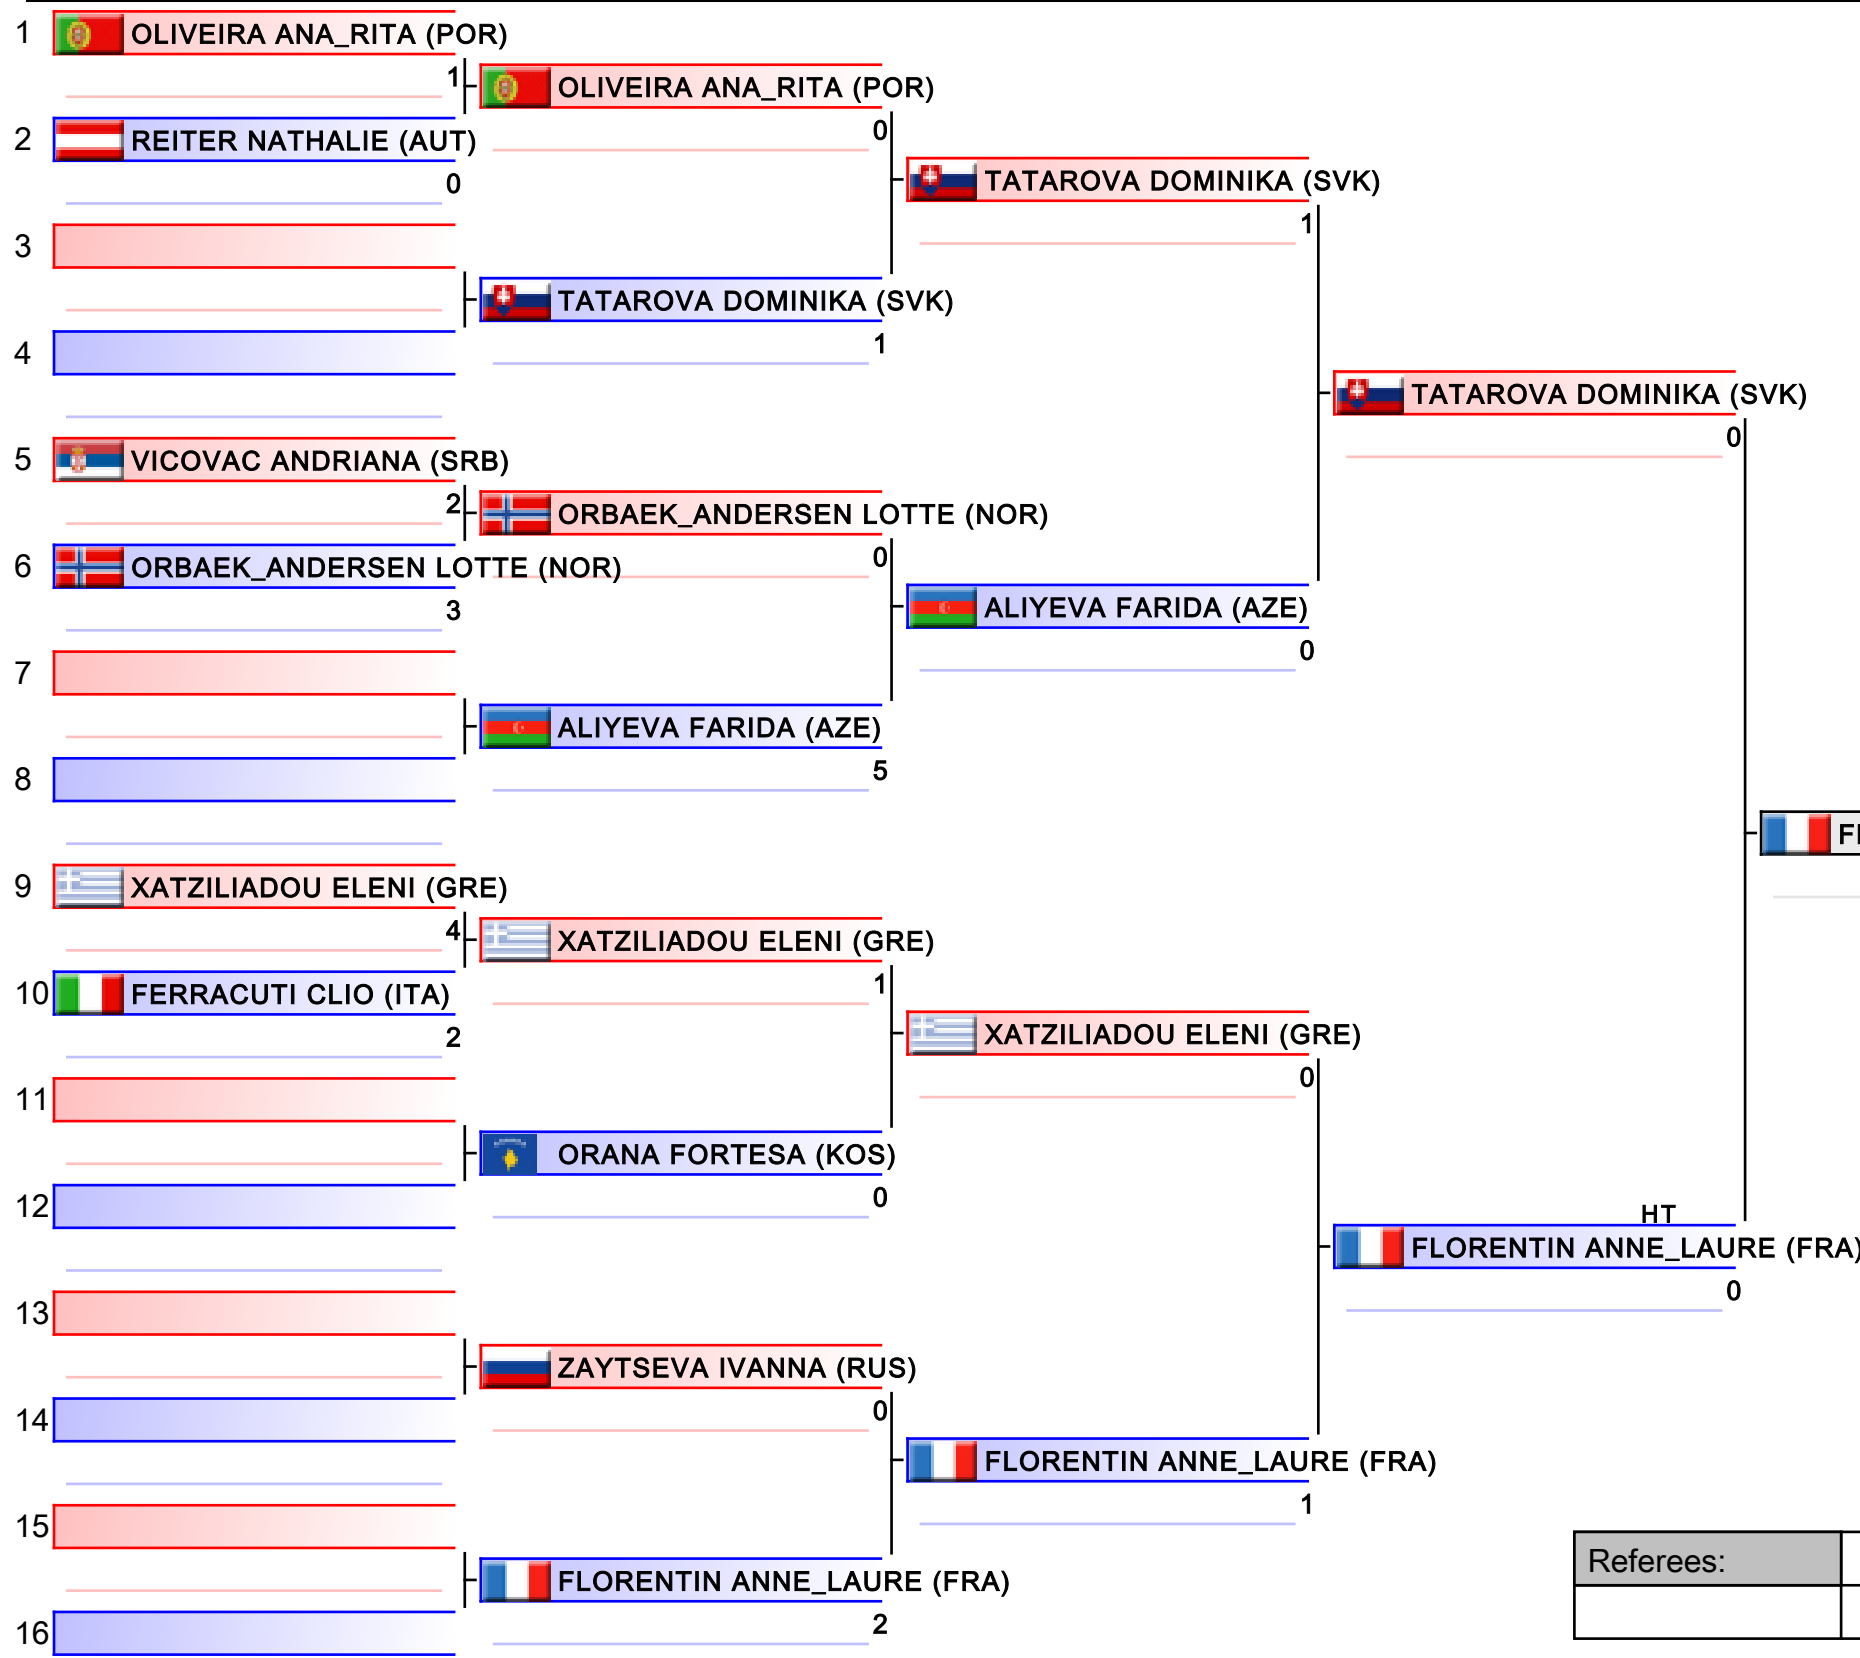 1 OLIVEIRA ANA_RITA (POR)
1
OLIVEIRA ANA_RITA (POR)
0
2 REITER NATHALIE (AUT)
0
TATAROVA DOMINIKA (SVK)
1
3
TATAROVA DOMINIKA (SVK)
1
4
TATAROVA DOMINIKA (SVK)
0
5 VICOVAC ANDRIANA (SRB)
2
ORBAEK_ANDERSEN LOTTE (NOR)
0
6 ORBAEK_ANDERSEN LOTTE (NOR)
3
ALIYEVA FARIDA (AZE)
0
7
ALIYEVA FARIDA (AZE)
5
8
9 XATZILIADOU ELENI (GRE)
4
XATZILIADOU ELENI (GRE)
1
10 FERRACUTI CLIO (ITA)
2
XATZILIADOU ELENI (GRE)
0
11
ORANA FORTESA (KOS)
0
12
HT
FLORENTIN ANNE_LAURE (FRA)
0
13
ZAYTSEVA IVANNA (RUS)
0
14
FLORENTIN ANNE_LAURE (FRA)
1
15
FLORENTIN ANNE_LAURE (FRA)
2
16
Referees: